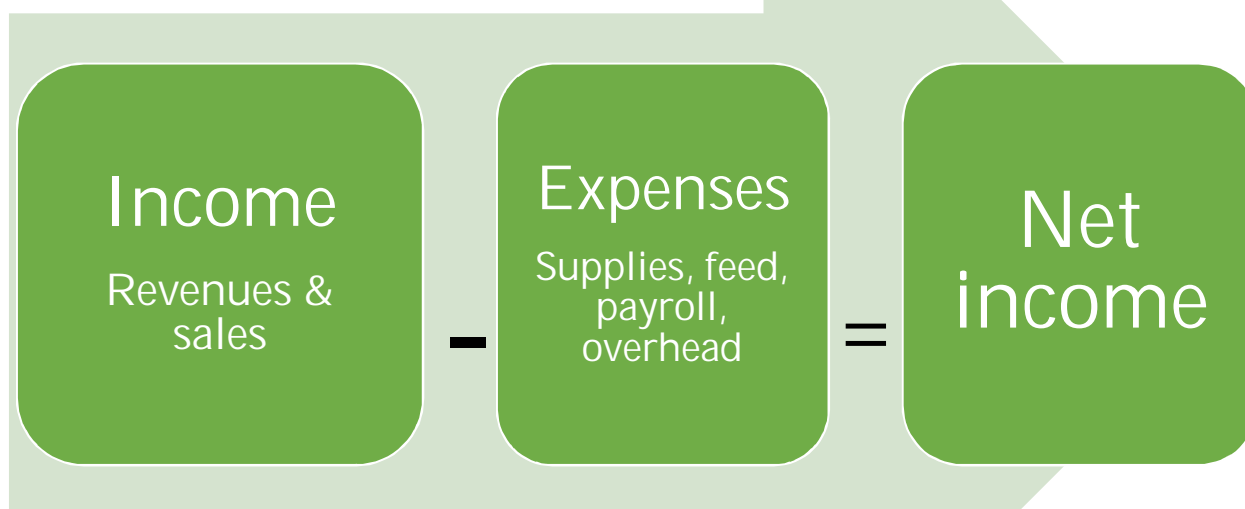 Income
Revenues &
sales
-
Expenses
Supplies, feed,
payroll,
overhead
=
Net
income